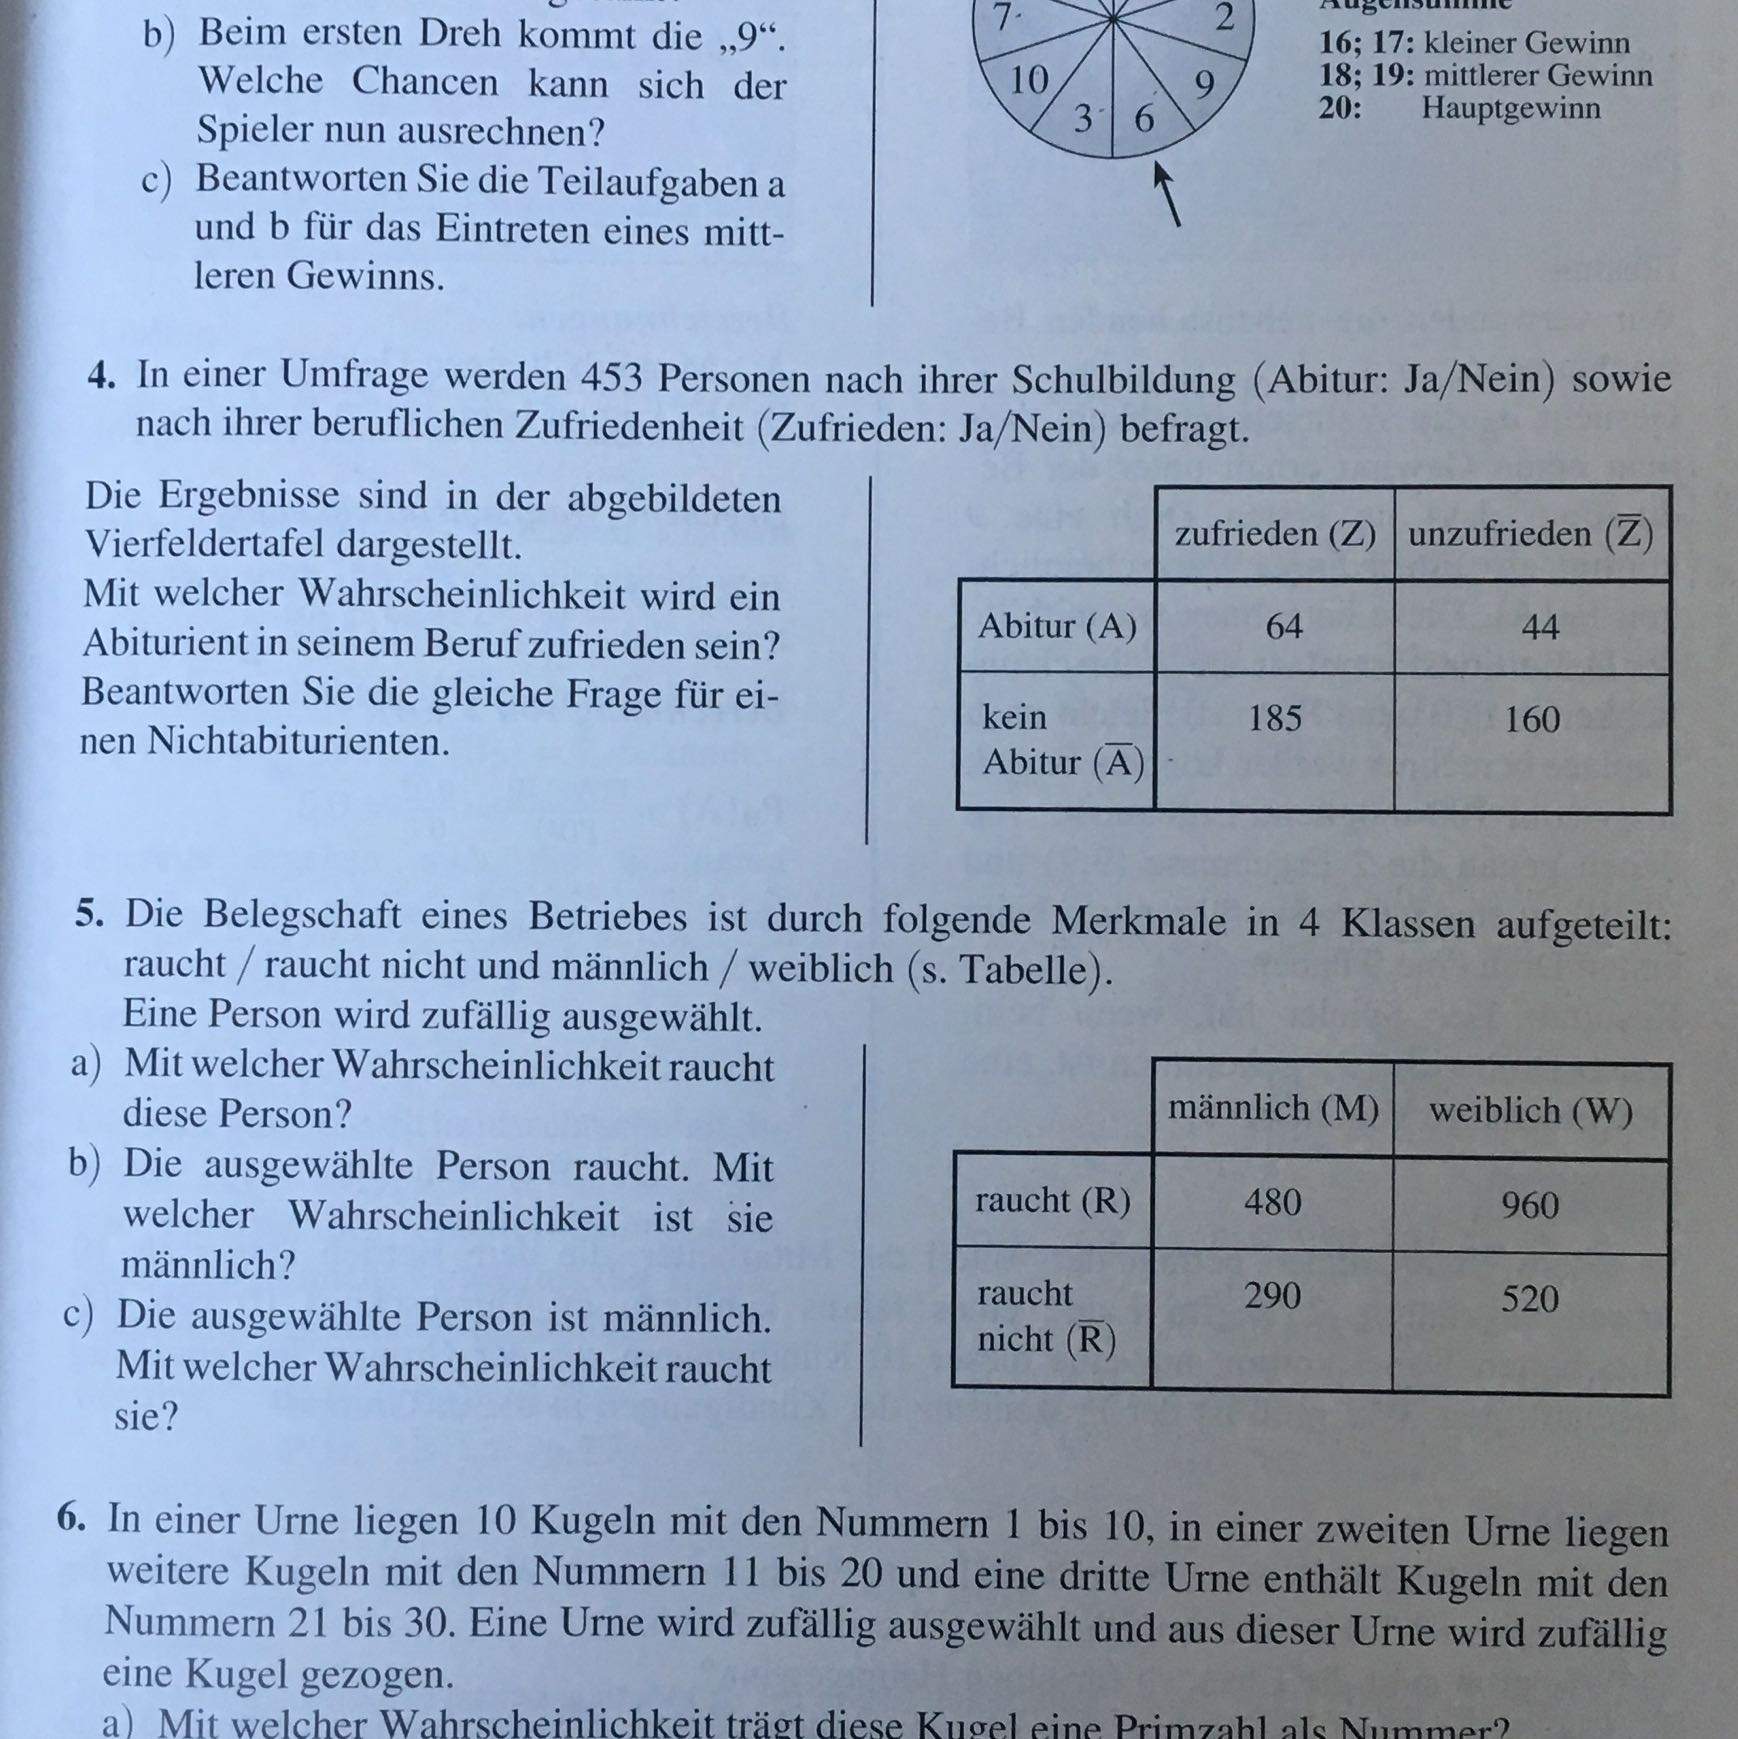 b) Beim ersten Dreh kommt die „9“.
Welche Chancen kann sich der
Spieler nun ausrechnen?
c) Beantworten Sie die Teilaufgaben a
und b für das Eintreten eines mitt-
leren Gewinns.
7
2
10
9
3
6
Augensumme
16; 17: kleiner Gewinn
18; 19: mittlerer Gewinn
20: Hauptgewinn
4. In einer Umfrage werden 453 Personen nach ihrer Schulbildung (Abitur: Ja/Nein) sowie
nach ihrer beruflichen Zufriedenheit (Zufrieden: Ja/Nein) befragt.
Die Ergebnisse sind in der abgebildeten
Vierfeldertafel dargestellt.
Mit welcher Wahrscheinlichkeit wird ein
Abiturient in seinem Beruf zufrieden sein?
Beantworten Sie die gleiche Frage für ei-
nen Nichtabiturienten.
zufrieden (Z) unzufrieden (Z̅)
Abitur (A) 64 44
kein 185 160
Abitur (A̅)
5. Die Belegschaft eines Betriebes ist durch folgende Merkmale in 4 Klassen aufgeteilt:
raucht / raucht nicht und männlich / weiblich (s. Tabelle).
Eine Person wird zufällig ausgewählt.
a) Mit welcher Wahrscheinlichkeit raucht
diese Person?
b) Die ausgewählte Person raucht. Mit
welcher Wahrscheinlichkeit ist sie
männlich?
c) Die ausgewählte Person ist männlich.
Mit welcher Wahrscheinlichkeit raucht
sie?
männlich (M) weiblich (W)
raucht (R) 480 960
raucht 290 520
nicht (R̅)
6. In einer Urne liegen 10 Kugeln mit den Nummern 1 bis 10, in einer zweiten Urne liegen
weitere Kugeln mit den Nummern 11 bis 20 und eine dritte Urne enthält Kugeln mit den
Nummern 21 bis 30. Eine Urne wird zufällig ausgewählt und aus dieser Urne wird zufällig
eine Kugel gezogen.
a) Mit welcher Wahrscheinlichkeit trägt diese Kugel eine Primzahl als Nummer?